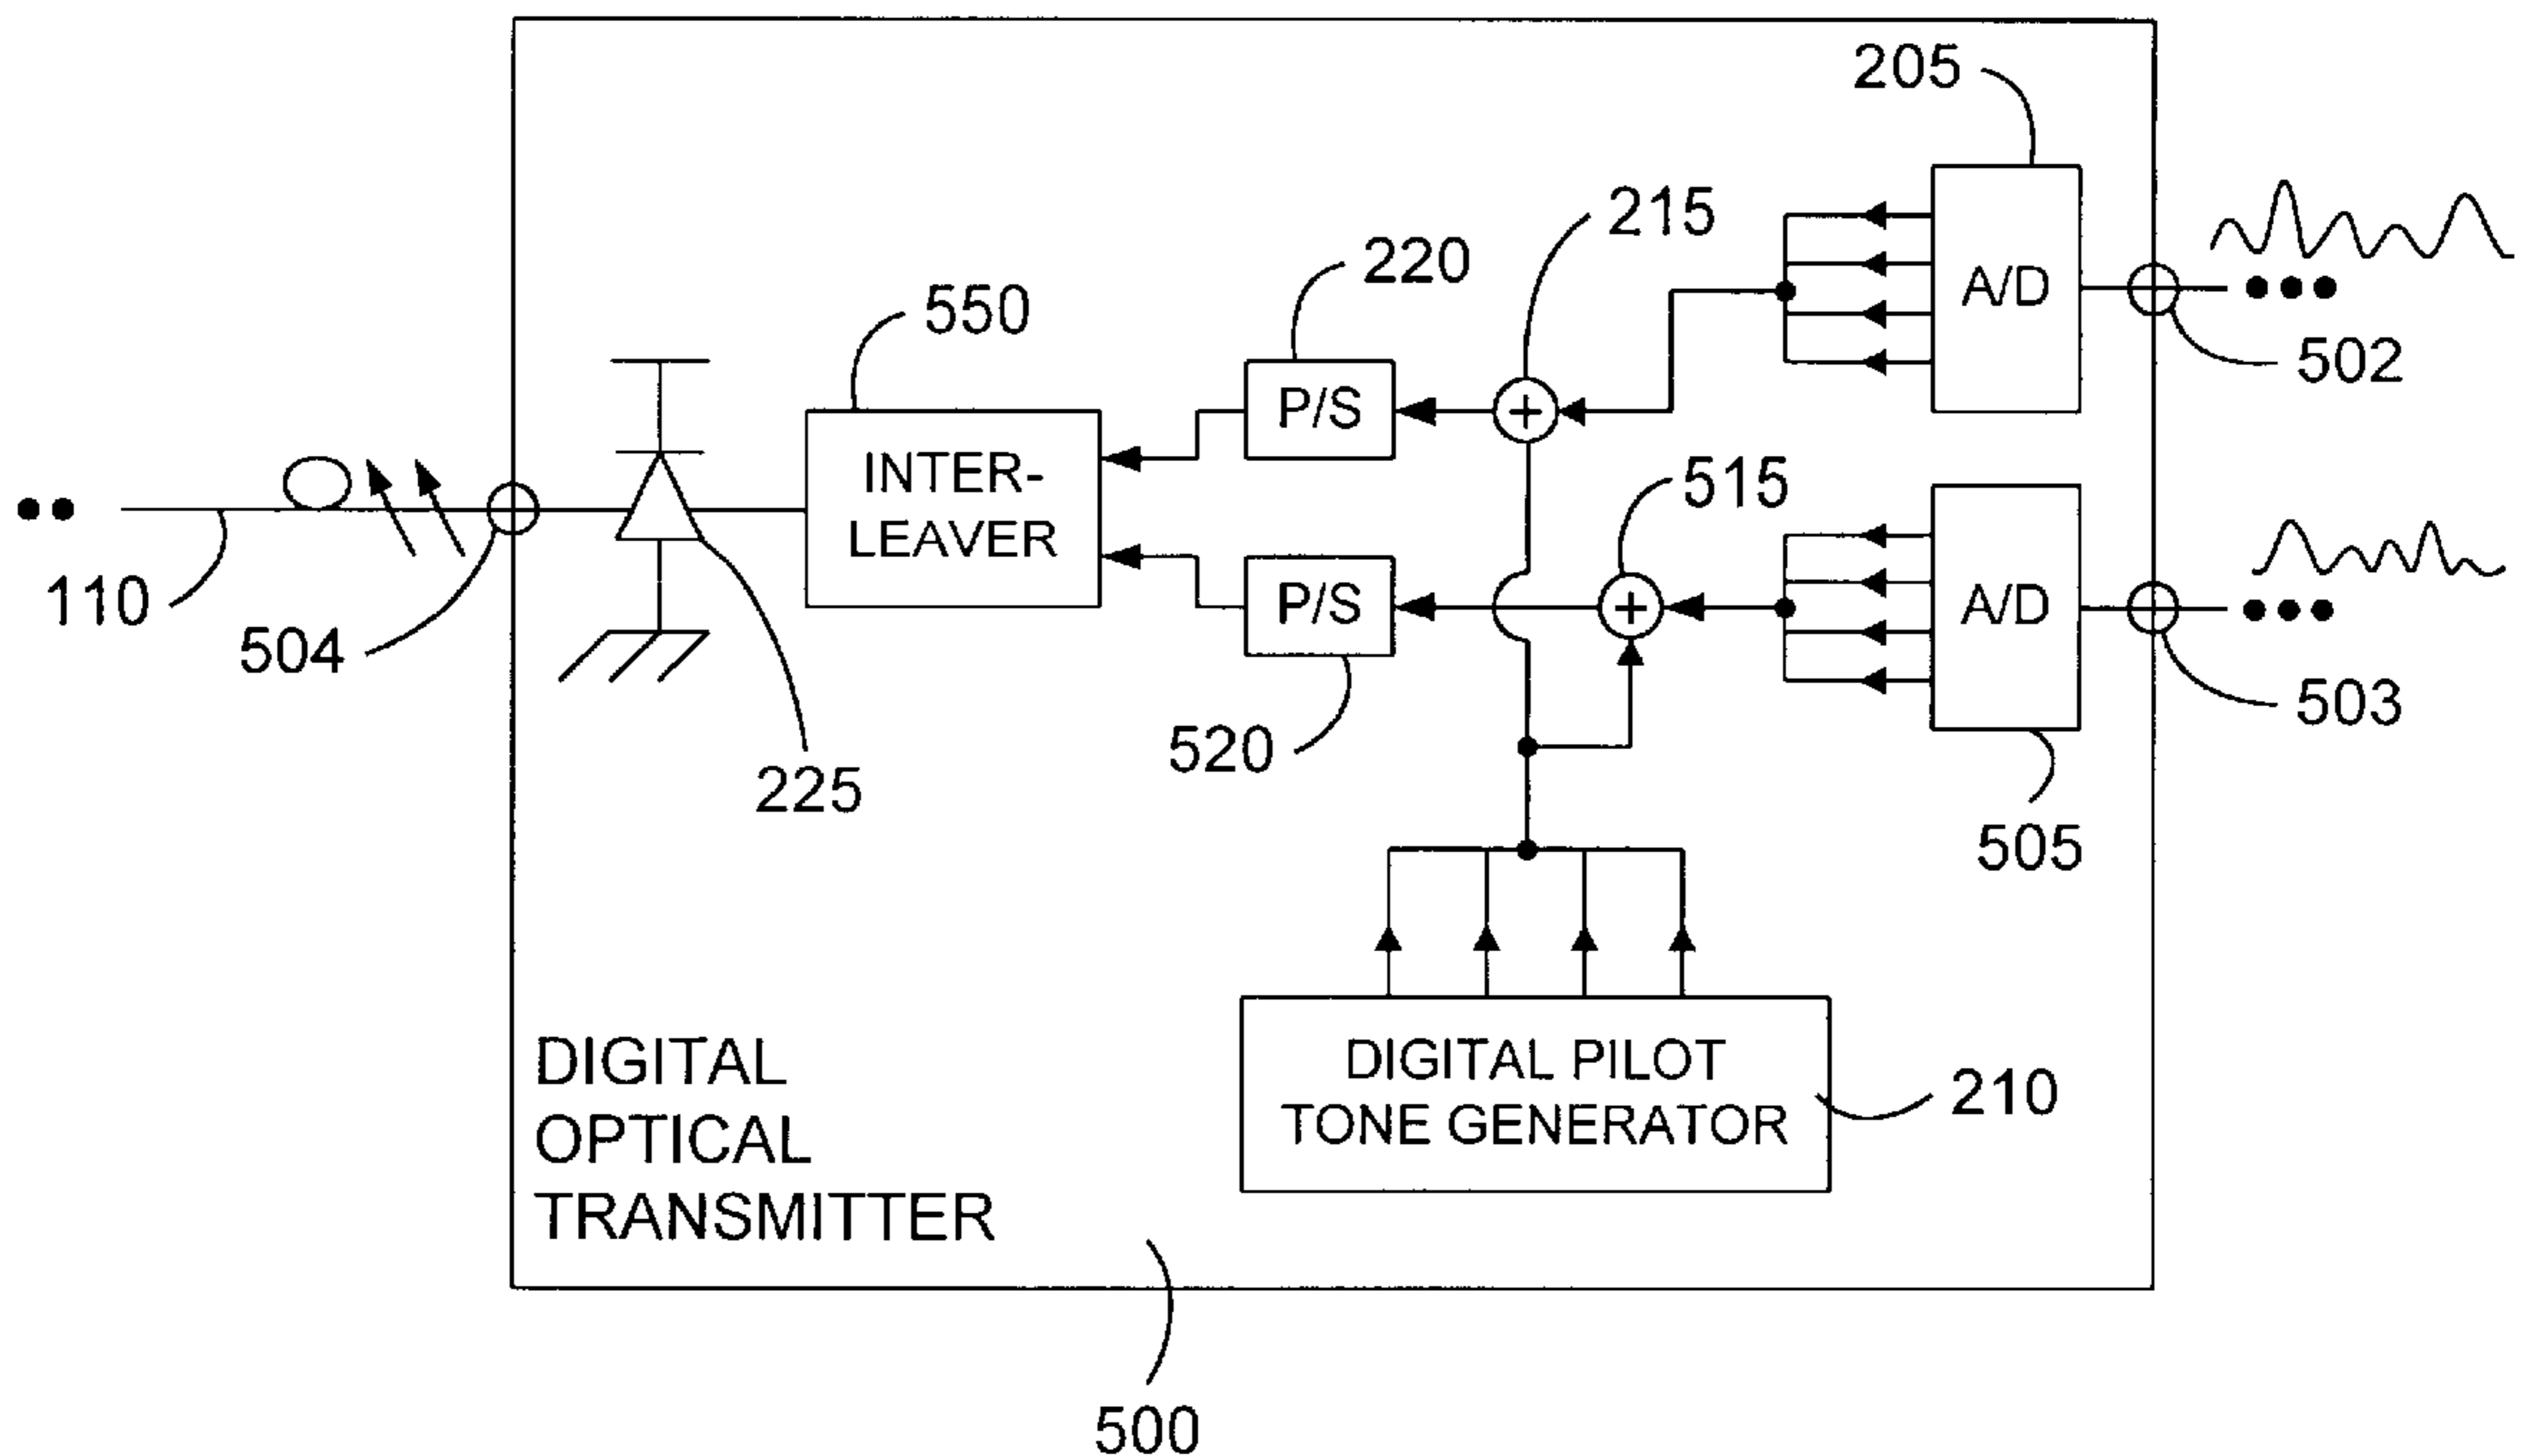 205
215
220
A/D
550
502
P/S
+
INTER-
LEAVER
515
110
504
P/S
+
A/D
503
520
225
505
DIGITAL PILOT
TONE GENERATOR
210
DIGITAL
OPTICAL
TRANSMITTER
500